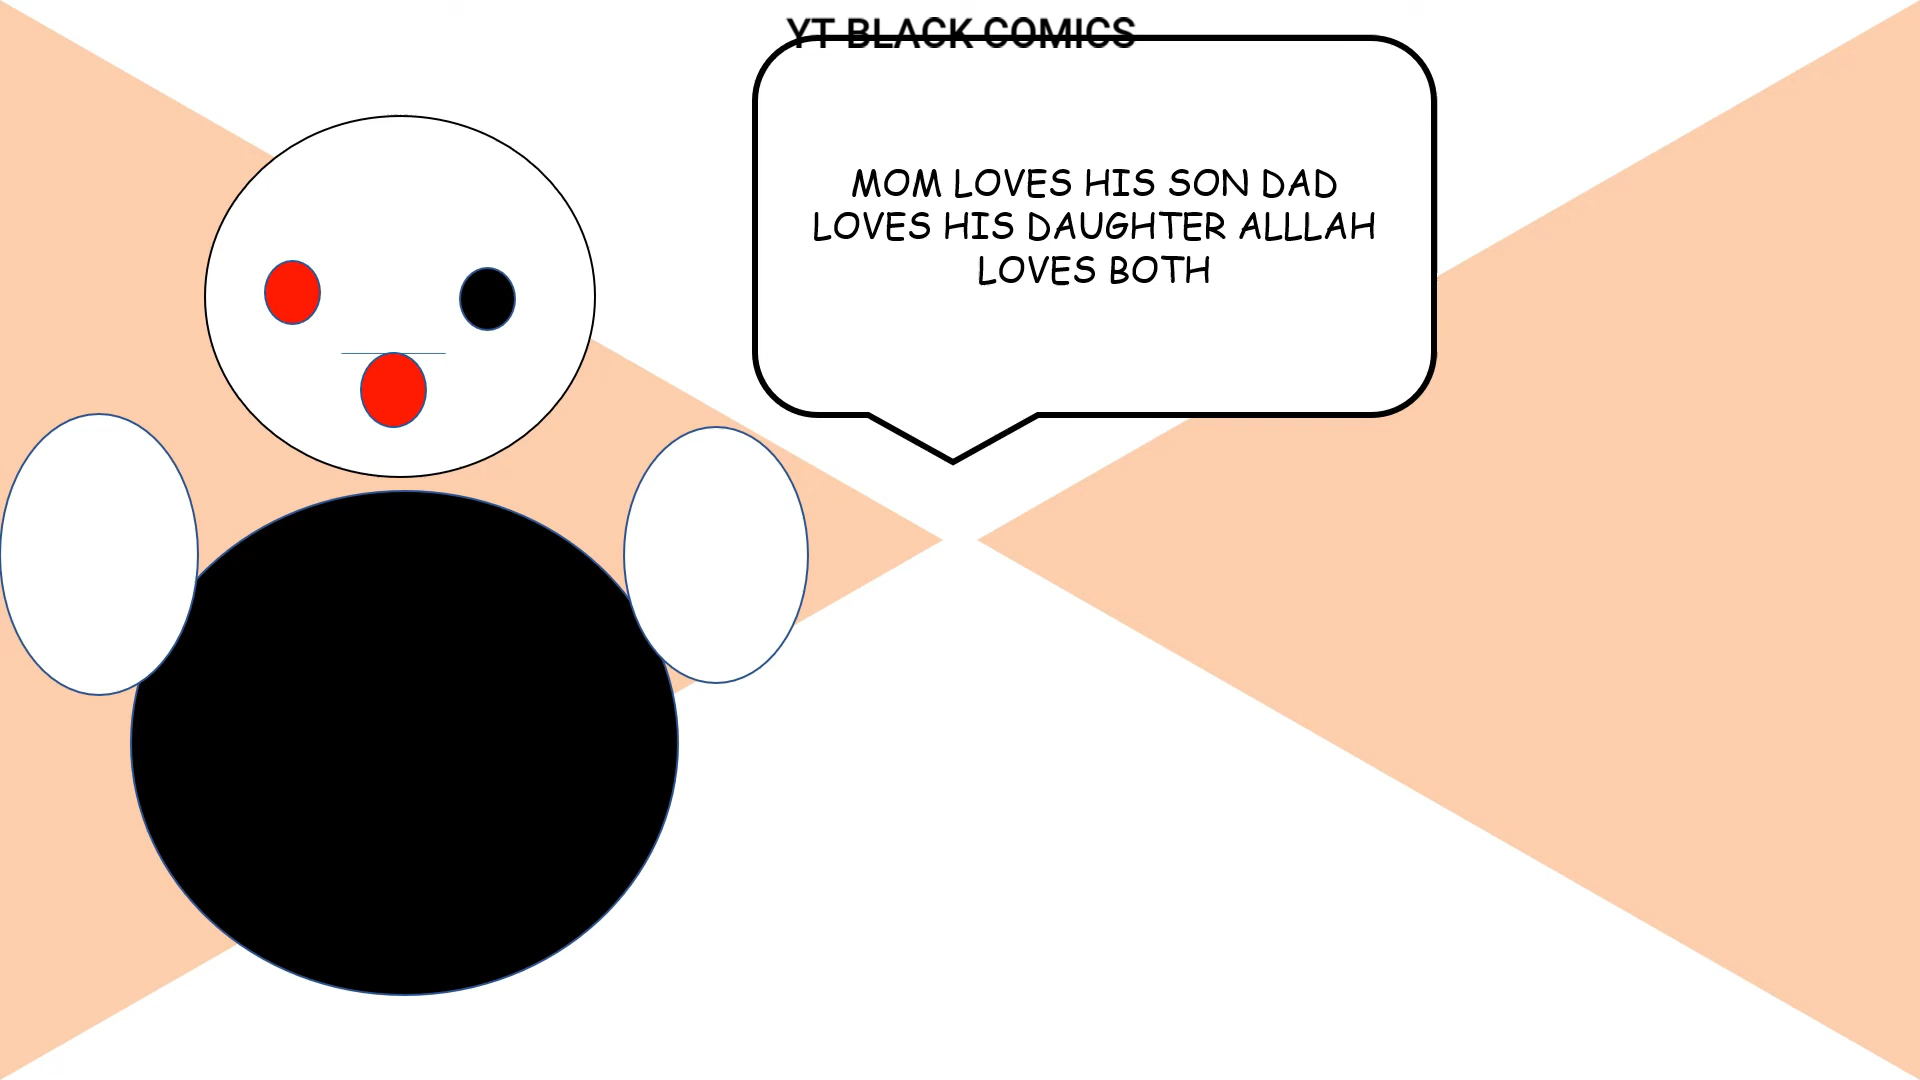 YT BLACK COMICS
MOM LOVES HIS SON DAD
LOVES HIS DAUGHTER ALLLAH
LOVES BOTH